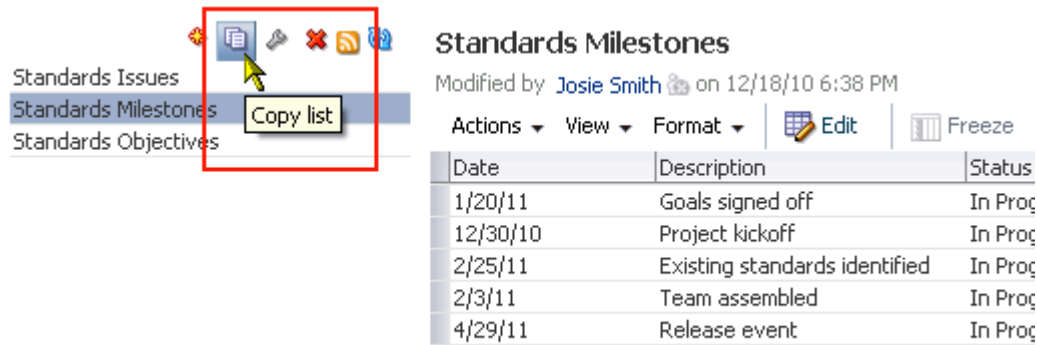 Standards Issues
Standards Milestones
Standards Objectives
Copy list
Standards Milestones
Modified by Josie Smith on 12/18/10 6:38 PM
Actions View Format Edit Freeze
Date Description Status
1/20/11 Goals signed off In Prog
12/30/10 Project kickoff In Prog
2/25/11 Existing standards identified In Prog
2/3/11 Team assembled In Prog
4/29/11 Release event In Prog